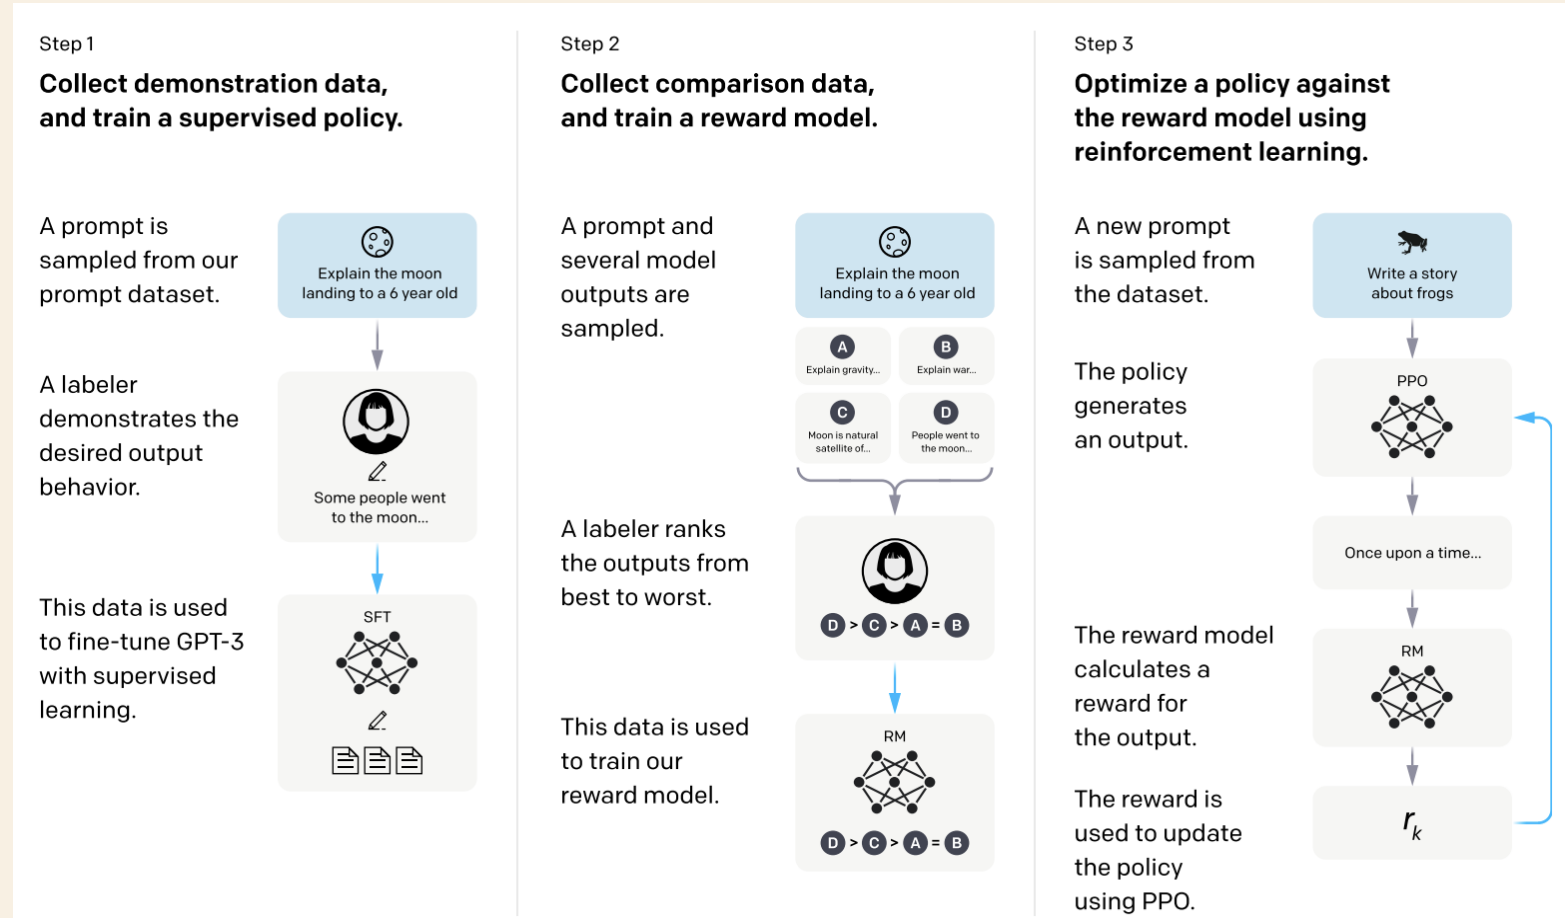 Step 1
Collect demonstration data,
and train a supervised policy.
A prompt is
sampled from our
prompt dataset.
Explain the moon
landing to a 6 year old
A labeler
demonstrates the
desired output
behavior.
Some people went
to the moon...
This data is used
to fine-tune GPT-3
with supervised
learning.
SFT
Step 2
Collect comparison data,
and train a reward model.
A prompt and
several model
outputs are
sampled.
Explain the moon
landing to a 6 year old
A
Explain gravity...
B
Explain war...
C
Moon is natural
satellite of...
D
People went to
the moon...
A labeler ranks
the outputs from
best to worst.
D > C > A = B
This data is used
to train our
reward model.
RM
D > C > A = B
Step 3
Optimize a policy against
the reward model using
reinforcement learning.
A new prompt
is sampled from
the dataset.
Write a story
about frogs
The policy
generates
an output.
PPO
Once upon a time...
The reward model
calculates a
reward for
the output.
RM
The reward is
used to update
the policy
using PPO.
r_k